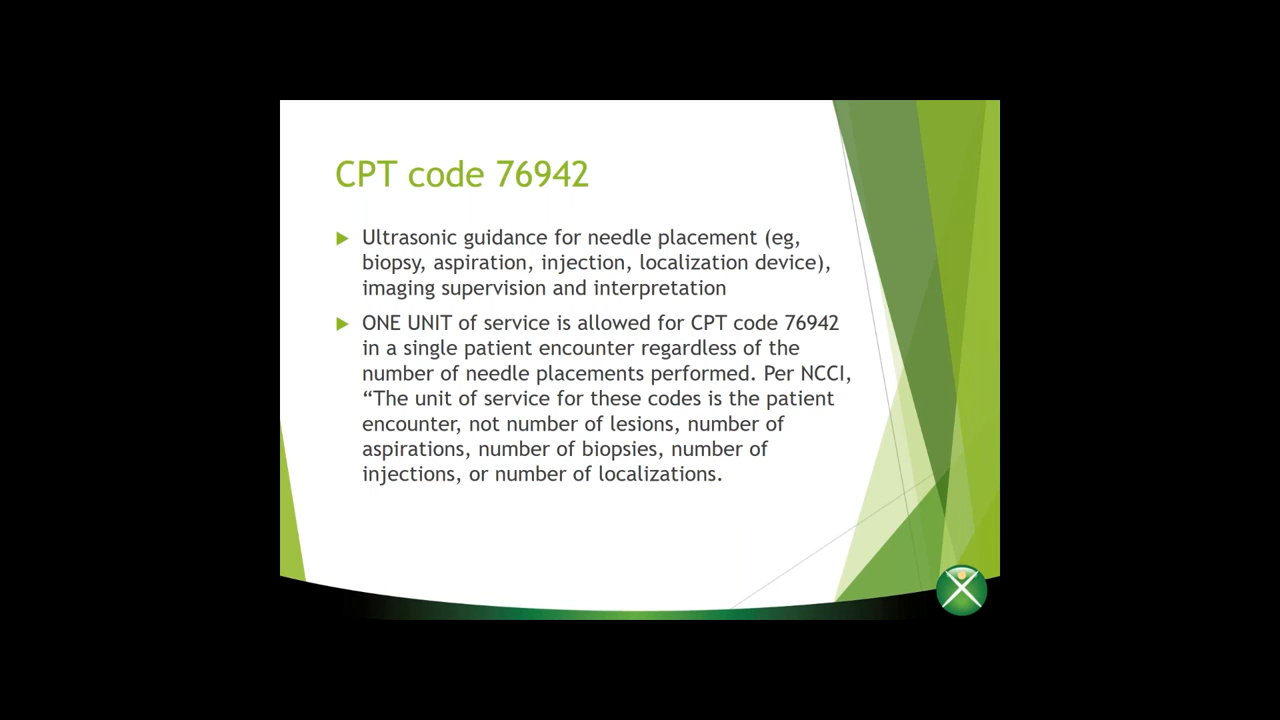 CPT code 76942
Ultrasonic guidance for needle placement (eg,
biopsy, aspiration, injection, localization device),
imaging supervision and interpretation
ONE UNIT of service is allowed for CPT code 76942
in a single patient encounter regardless of the
number of needle placements performed. Per NCCI,
“The unit of service for these codes is the patient
encounter, not number of lesions, number of
aspirations, number of biopsies, number of
injections, or number of localizations.